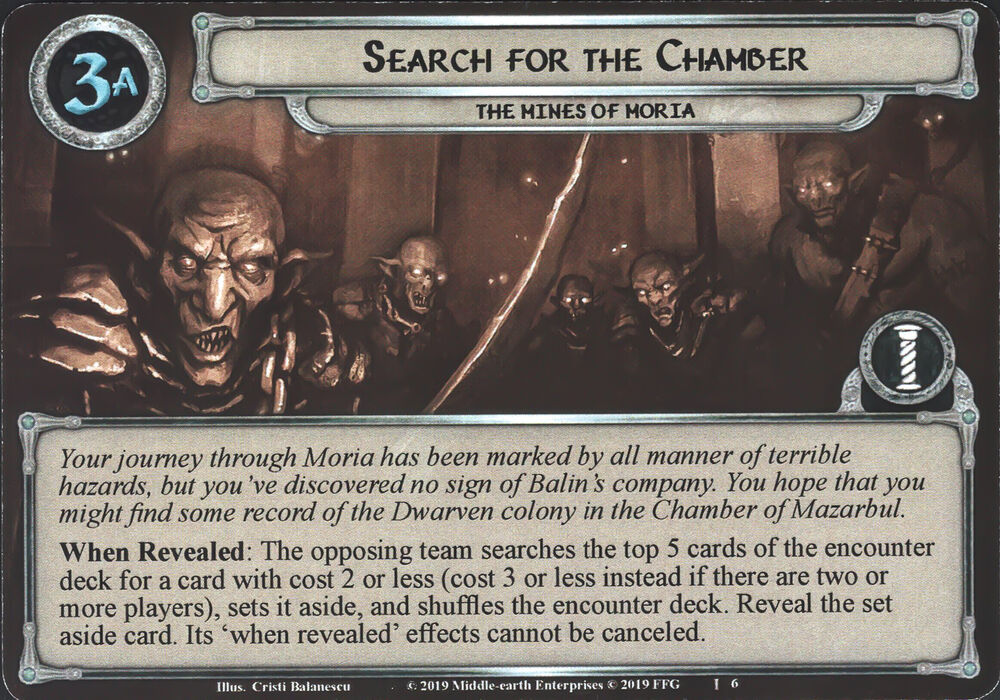 3A
Search for the Chamber
The Mines of Moria
Your journey through Moria has been marked by all manner of terrible
hazards, but you've discovered no sign of Balin's company. You hope that you
might find some record of the Dwarven colony in the Chamber of Mazarbul.
When Revealed: The opposing team searches the top 5 cards of the encounter
deck for a card with cost 2 or less (cost 3 or less instead if there are two or
more players), sets it aside, and shuffles the encounter deck. Reveal the set
aside card. Its ‘when revealed’ effects cannot be canceled.
Illus. Cristi Balanescu © 2019 Middle-earth Enterprises © 2019 FFG 6